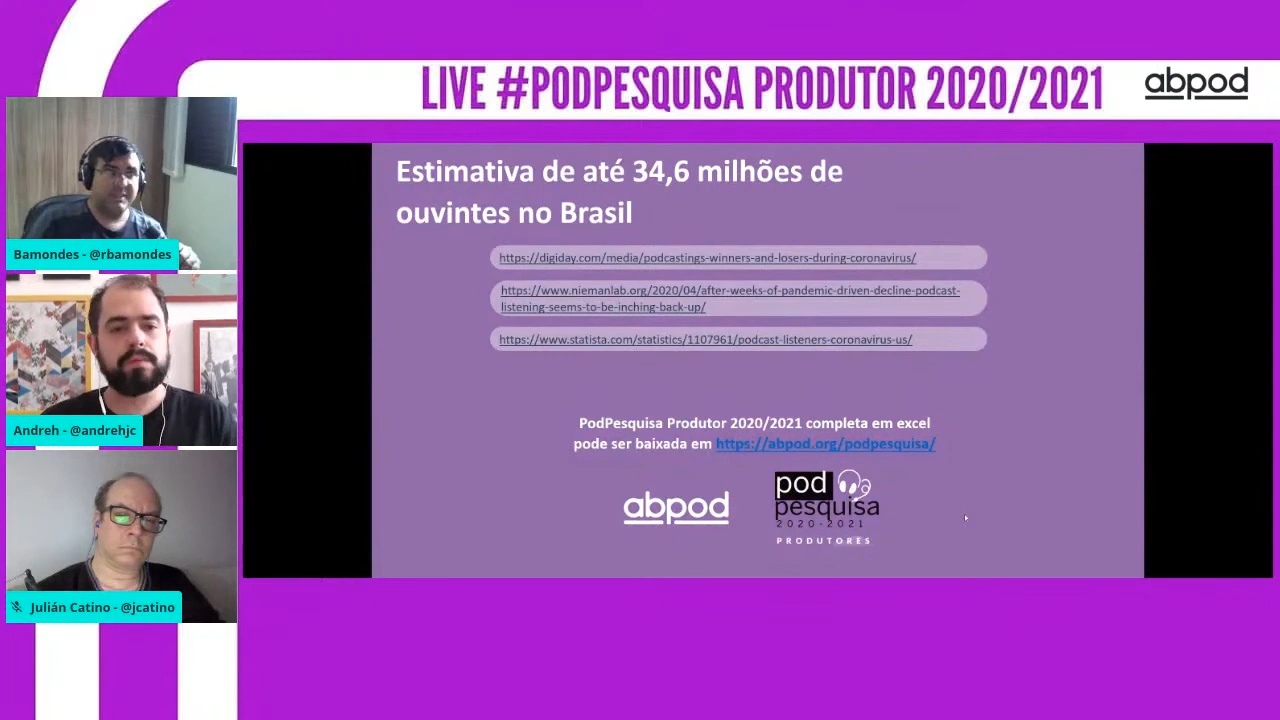 LIVE #PODPESQUISA PRODUTOR 2020/2021
abpod
Bamondes - @rbamondes
Andreh - @andrehjc
Julián Catino - @jcatino
Estimativa de até 34,6 milhões de
ouvintes no Brasil
https://digiday.com/media/podcastings-winners-and-losers-during-coronavirus/
https://www.niemanlab.org/2020/04/after-weeks-of-pandemic-driven-decline-podcast-
listening-seems-to-be-inching-back-up/
https://www.statista.com/statistics/1107961/podcast-listeners-coronavirus-us/
PodPesquisa Produtor 2020/2021 completa em excel
pode ser baixada em https://abpod.org/podpesquisa/
abpod
pod
pesquisa
2020-2021
PRODUTORES